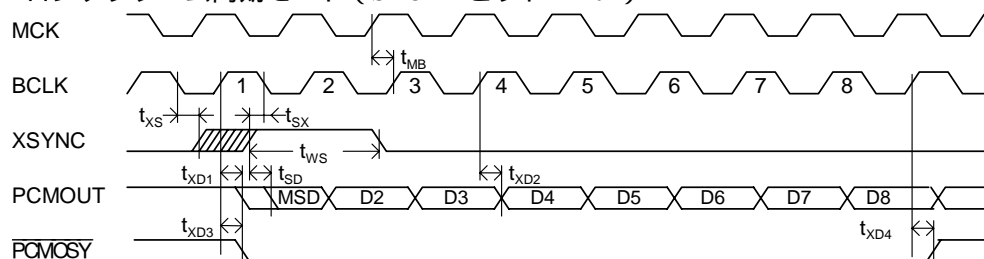 MCK
t_MB
BCLK 1 2 3 4 5 6 7 8
t_XS t_SX
XSYNC
t_WS
t_XD1 t_SD t_XD2
PCMOUT MSD D2 D3 D4 D5 D6 D7 D8
t_XD3 t_XD4
PCMOSY